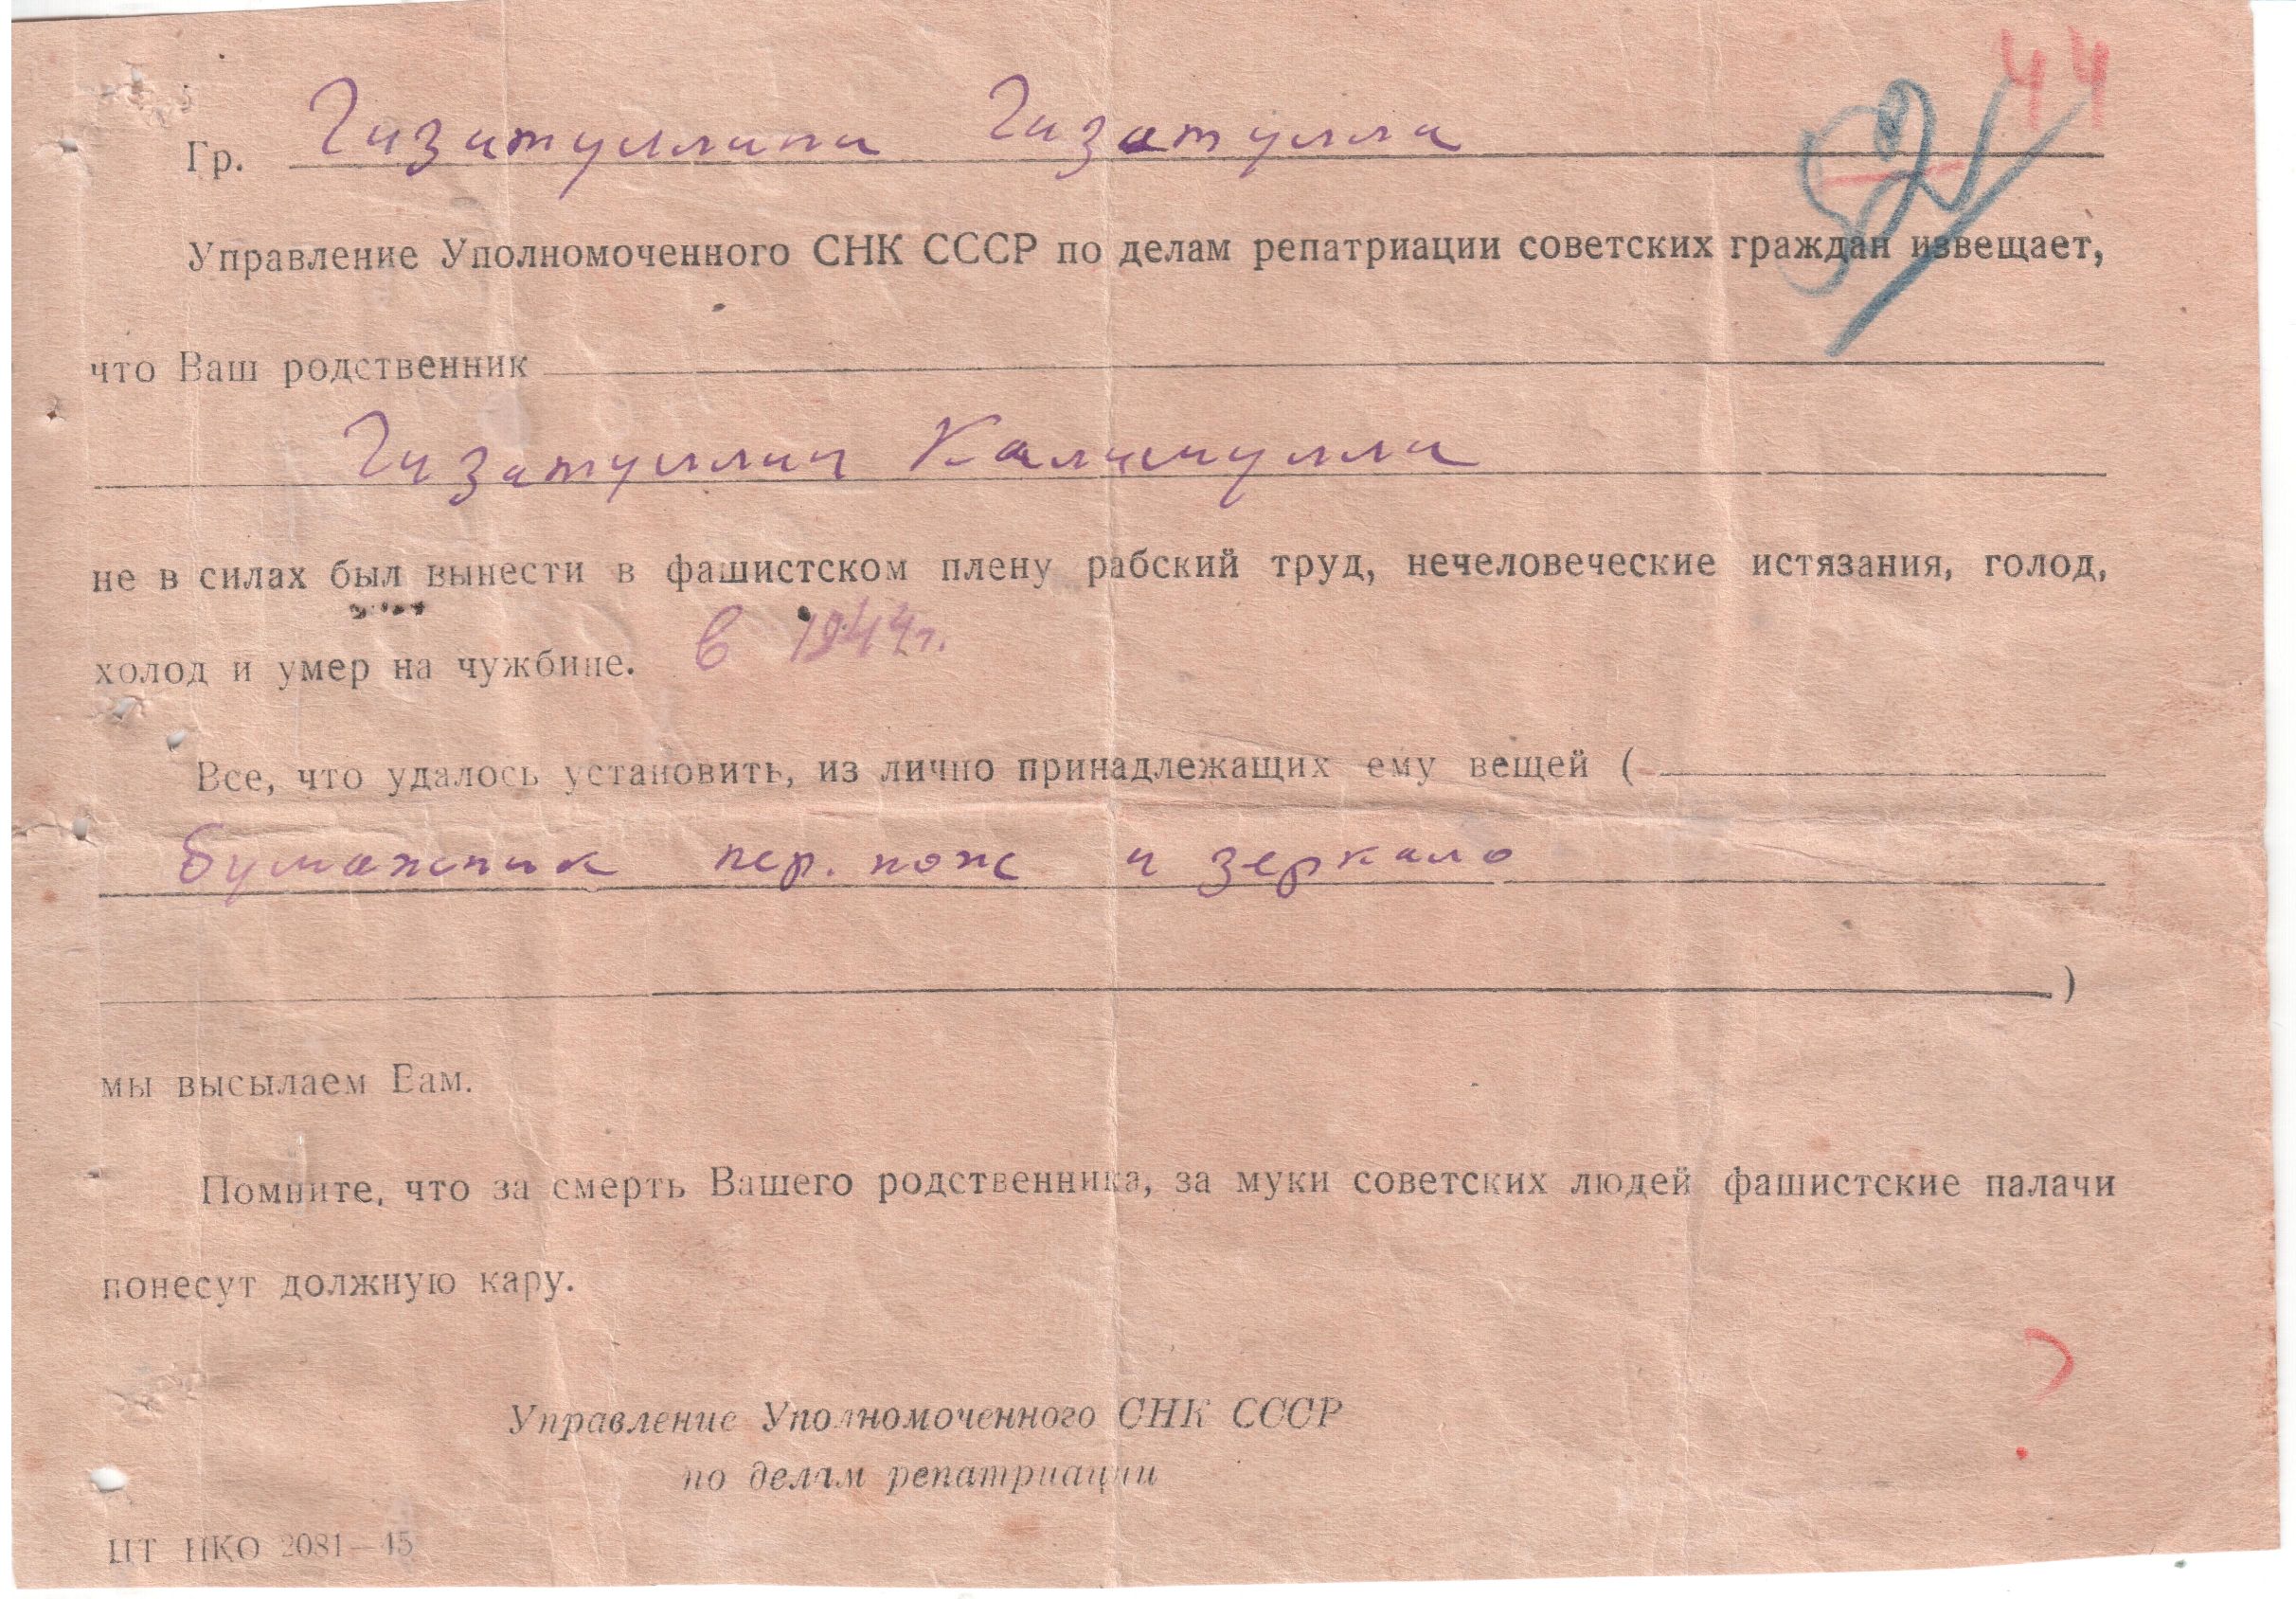 44
Гр. Гизатуллина Гизатулла
Управление Уполномоченного СНК СССР по делам репатриации советских граждан извещает,
что Ваш родственник
Гизатуллин Калимулла
не в силах был вынести в фашистском плену рабский труд, нечеловеческие истязания, голод,
холод и умер на чужбине. в 1944г.
Все, что удалось установить, из лично принадлежащих ему вещей (
бумажник пер. нож и зеркало
)
мы высылаем Вам.
Помните, что за смерть Вашего родственника, за муки советских людей фашистские палачи
понесут должную кару.
?
Управление Уполномоченного СНК СССР
по делам репатриации
ЦТ НКО 2081—45